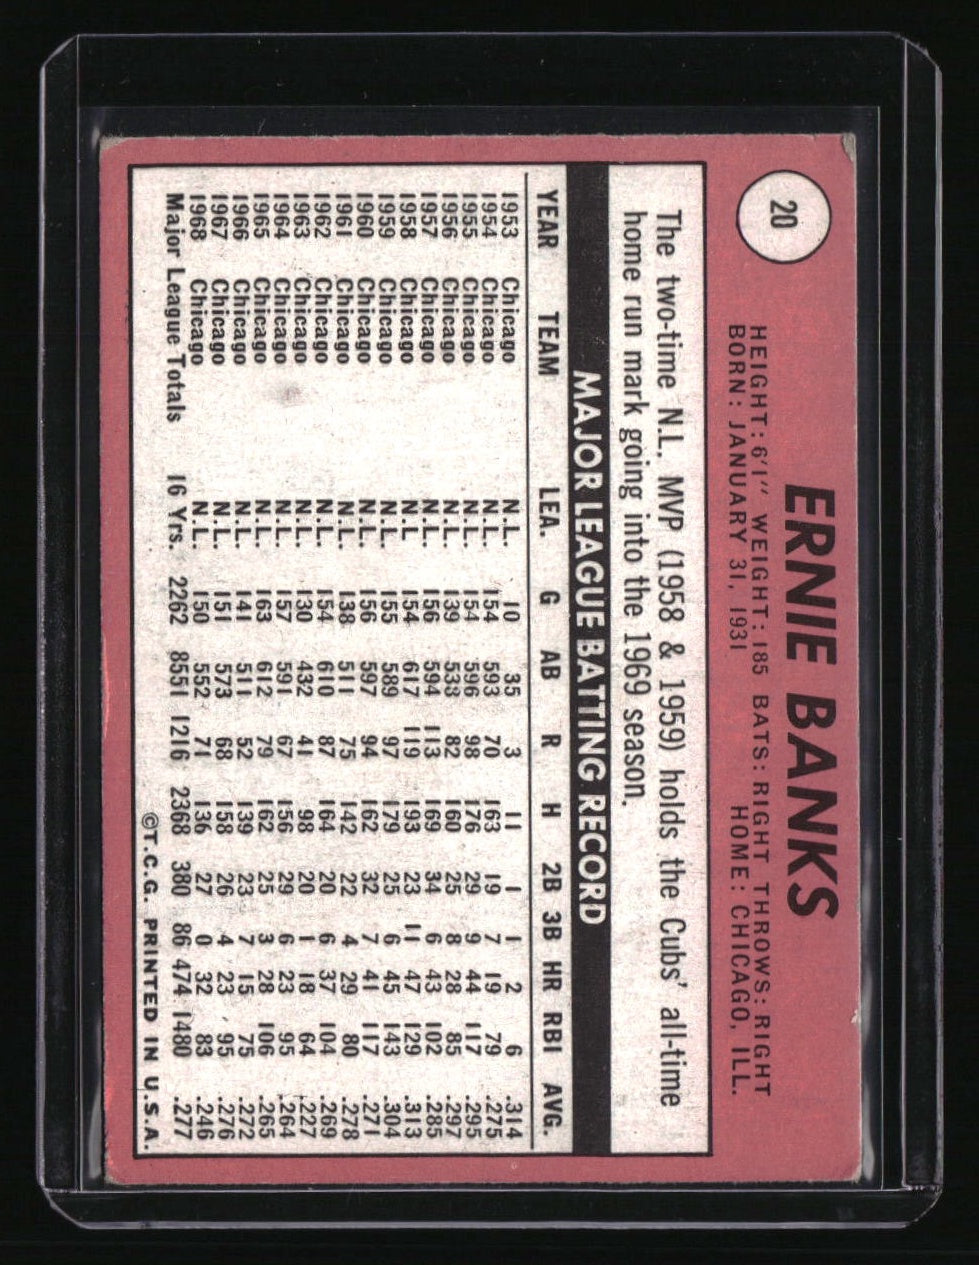 20
ERNIE BANKS
HEIGHT: 6'1" WEIGHT: 185 BATS: RIGHT THROWS: RIGHT
BORN: JANUARY 31, 1931 HOME: CHICAGO, ILL.
The two-time N.L. MVP (1958 & 1959) holds the Cubs' all-time
home run mark going into the 1969 season.
MAJOR LEAGUE BATTING RECORD
YEAR TEAM LEA. G AB R H 2B 3B HR RBI AVG.
1953 Chicago N.L. 10 35 3 11 1 1 2 6 .314
1954 Chicago N.L. 154 593 70 163 19 7 19 79 .275
1955 Chicago N.L. 154 596 98 176 29 9 44 117 .295
1956 Chicago N.L. 139 538 82 160 25 8 28 85 .297
1957 Chicago N.L. 156 594 113 169 34 6 43 102 .285
1958 Chicago N.L. 154 617 119 193 23 11 47 129 .313
1959 Chicago N.L. 155 589 97 179 25 6 45 143 .304
1960 Chicago N.L. 156 597 94 162 32 7 41 117 .271
1961 Chicago N.L. 138 511 75 142 22 4 29 80 .278
1962 Chicago N.L. 154 610 87 164 20 6 37 104 .269
1963 Chicago N.L. 130 432 41 98 20 1 18 64 .227
1964 Chicago N.L. 157 591 67 156 29 6 23 95 .264
1965 Chicago N.L. 163 612 79 162 25 3 28 106 .265
1966 Chicago N.L. 141 511 52 139 23 7 15 75 .272
1967 Chicago N.L. 151 573 68 158 26 4 23 95 .276
1968 Chicago N.L. 150 552 71 136 27 0 32 83 .246
Major League Totals 16 Yrs. 2262 8551 1216 2368 380 86 474 1480 .277
©T.C.G. PRINTED IN U.S.A.